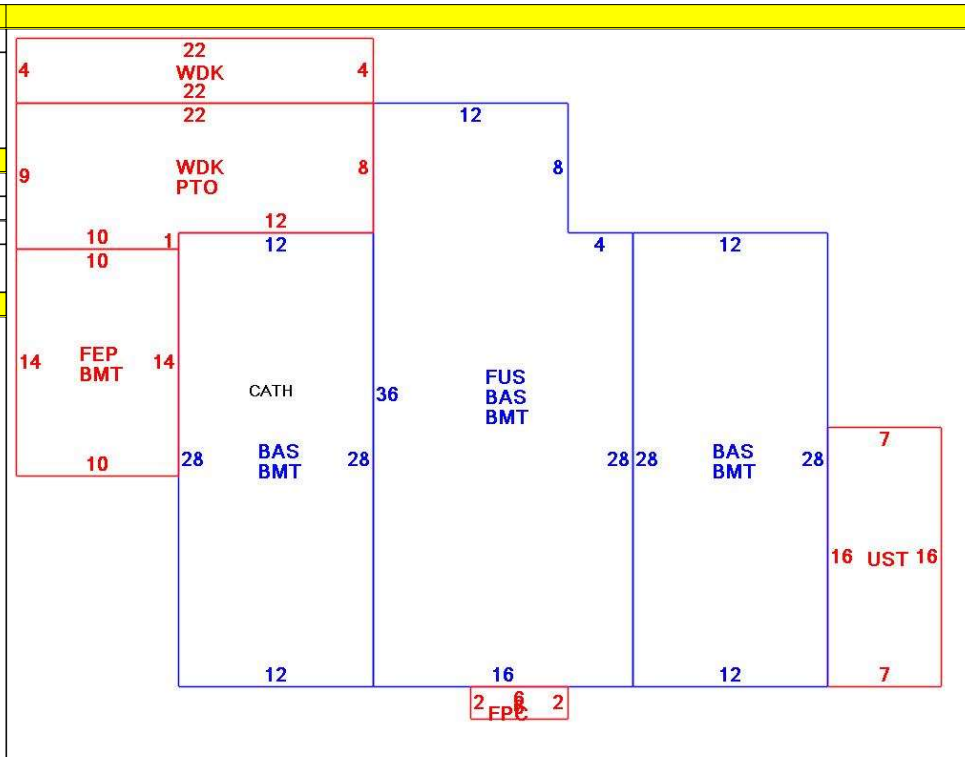 22
4 WDK 4
22
22
12
9 WDK 8
PTO
8
10 1 12
10 12
4 12
14 FEP 14
BMT
CATH
36
FUS
BAS
BMT
7
10
28 BAS 28
BMT
28 28 BAS 28
BMT
16 UST 16
12 16 12 7
2 6 2
FPC